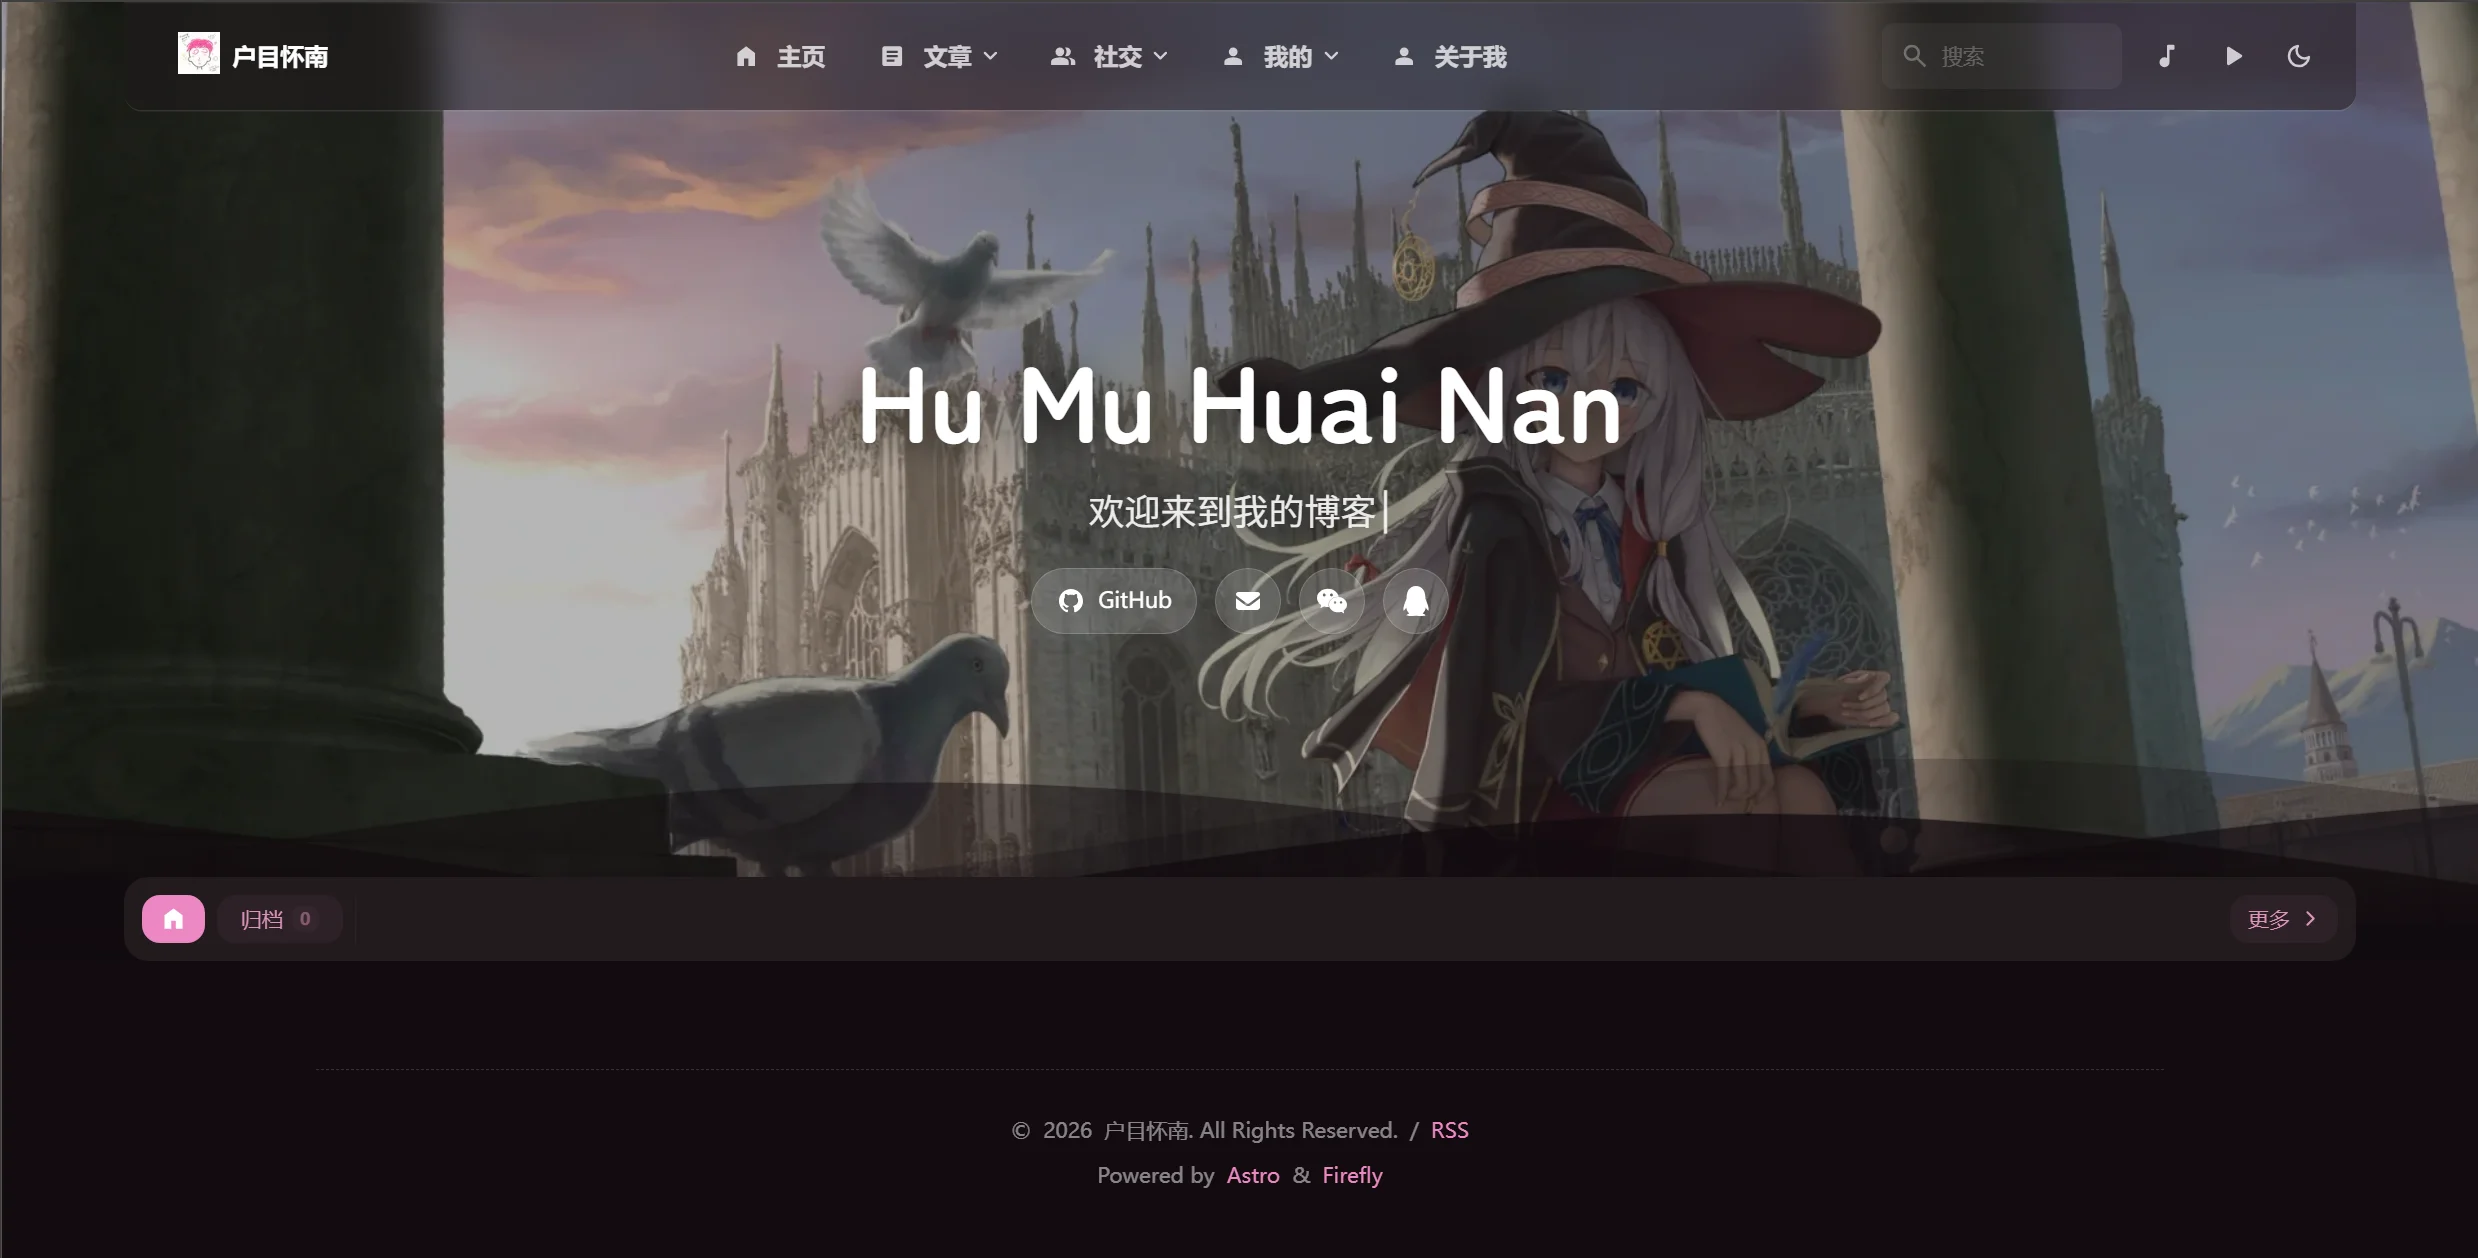 户目怀南
主页 文章 社交 我的 关于我
搜索
Hu Mu Huai Nan
欢迎来到我的博客|
GitHub
归档 0
更多
© 2026 户目怀南. All Rights Reserved. / RSS
Powered by Astro & Firefly